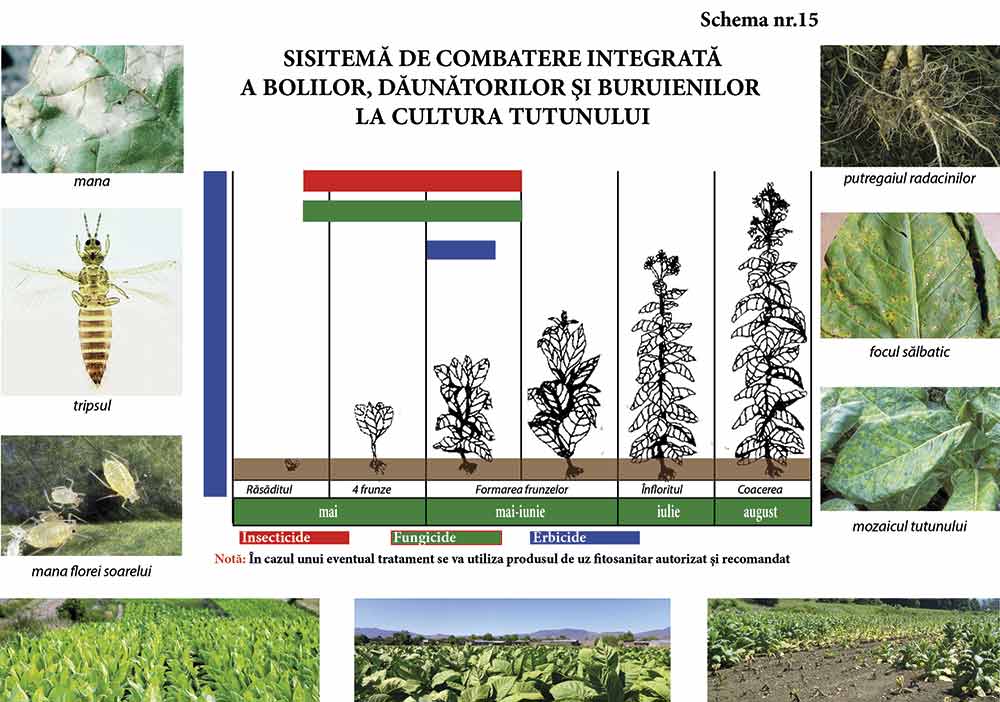 Schema nr.15
SISITEMĂ DE COMBATERE INTEGRATĂ
A BOLILOR, DĂUNĂTORILOR ŞI BURUIENILOR
LA CULTURA TUTUNULUI
mana
tripsul
mana florei soarelui
putregaiul radacinilor
focul sălbatic
mozaicul tutunului
Răsăditul 4 frunze Formarea frunzelor Înfloritul Coacerea
mai mai-iunie iulie august
Insecticide Fungicide Erbicide
Notă: În cazul unui eventual tratament se va utiliza produsul de uz fitosanitar autorizat și recomandat